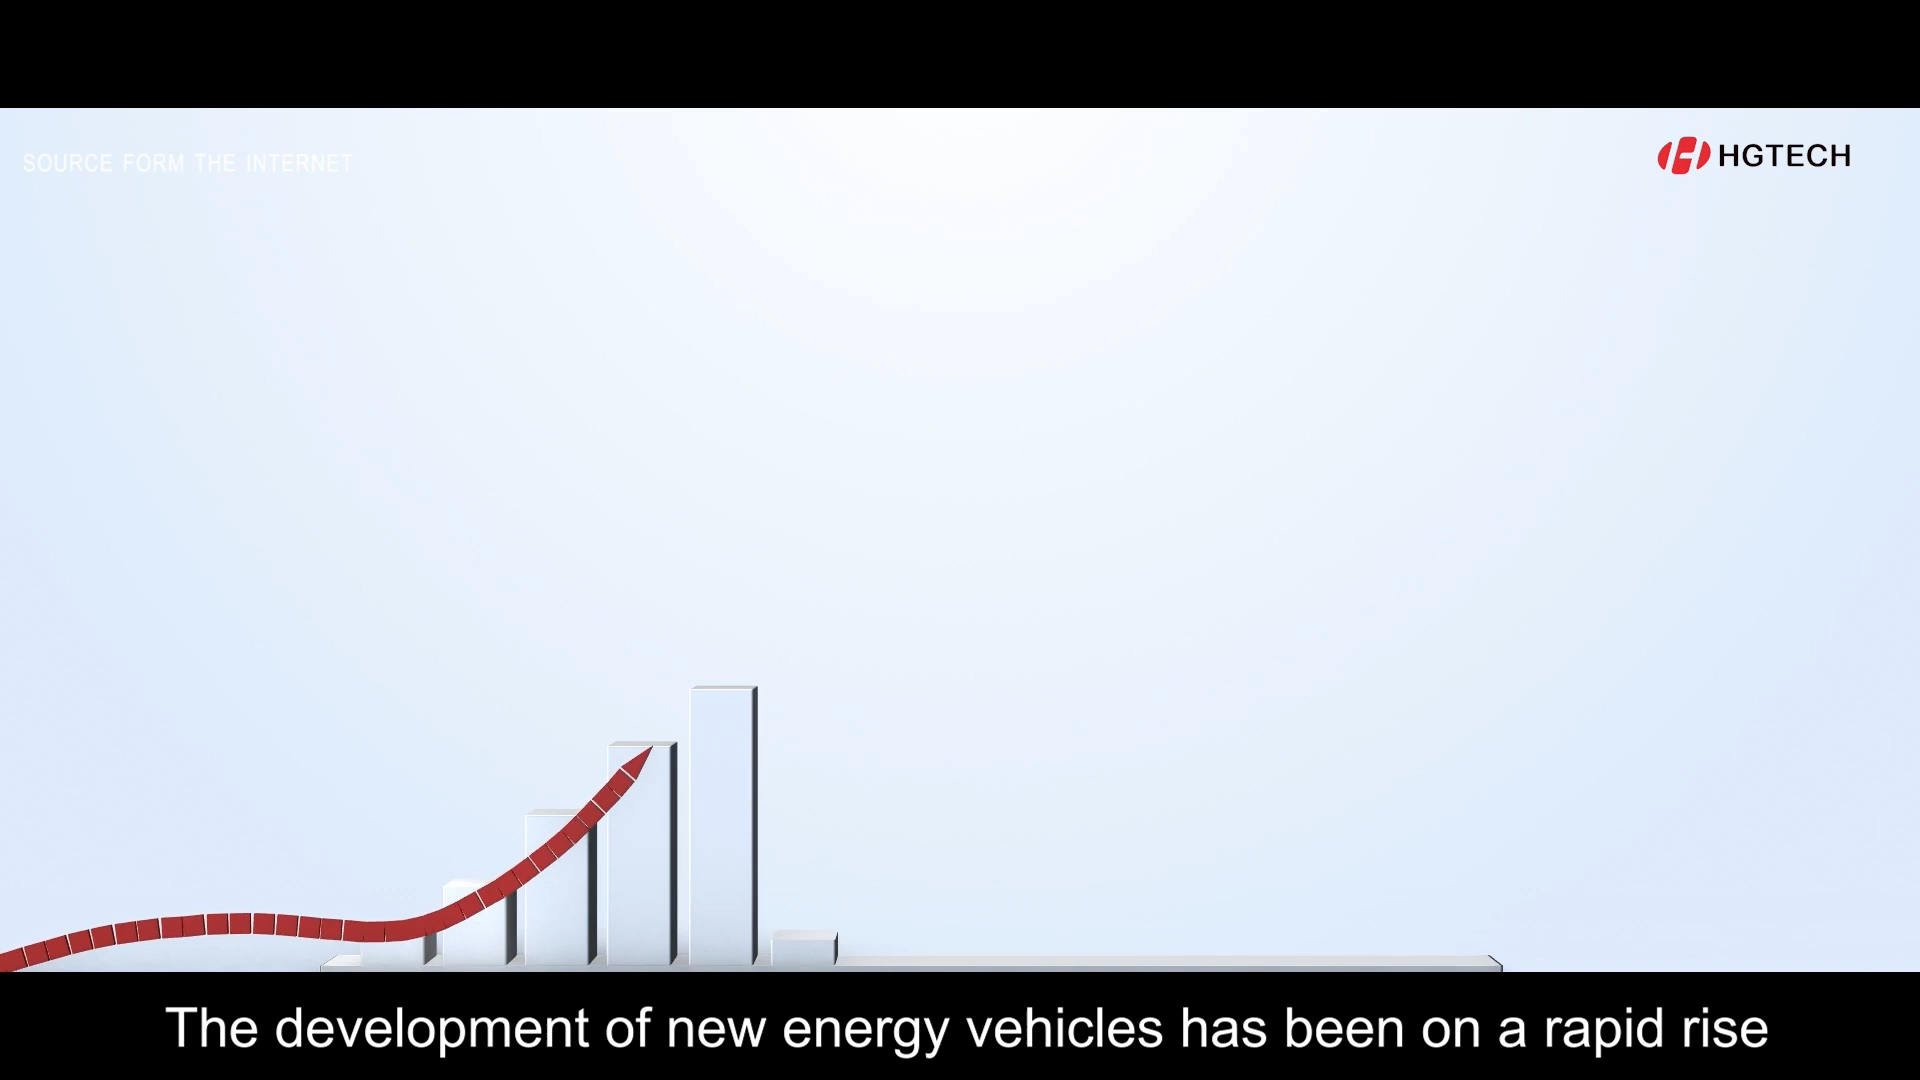 SOURCE FORM THE INTERNET
HGTECH
The development of new energy vehicles has been on a rapid rise